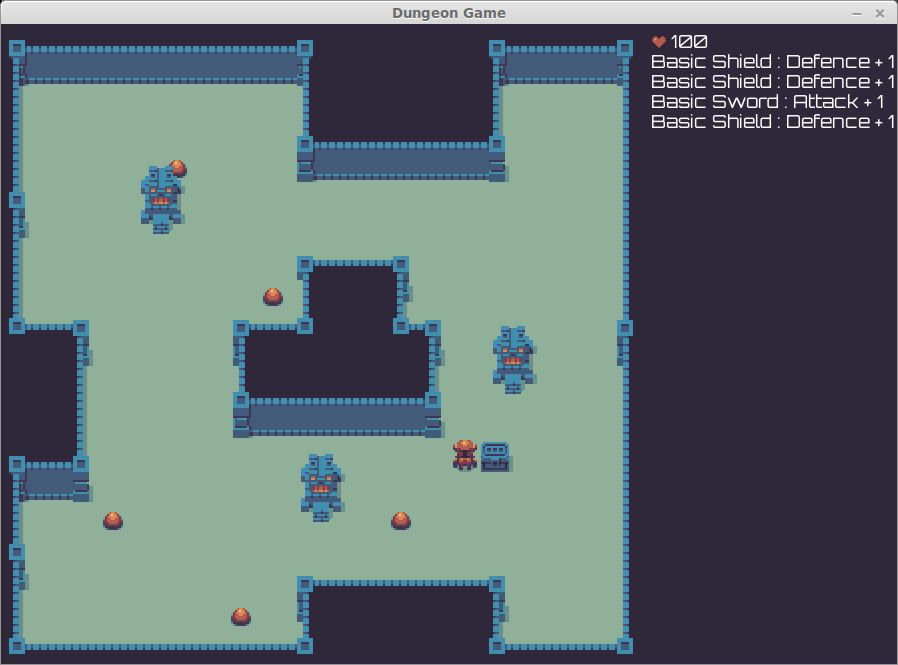 Dungeon Game
100
Basic Shield : Defence + 1
Basic Shield : Defence + 1
Basic Sword : Attack + 1
Basic Shield : Defence + 1